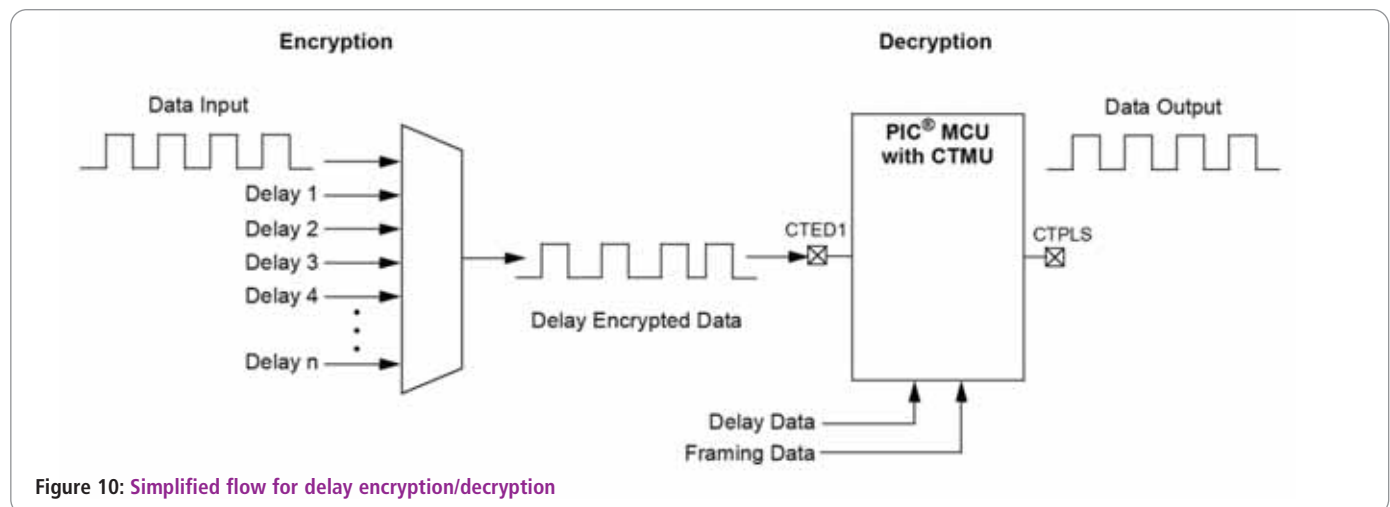 Encryption
Decryption
Data Input
Delay 1
Delay 2
Delay 3
Delay 4
Delay n
Delay Encrypted Data
CTED1
PIC® MCU
with CTMU
Data Output
CTPLS
Delay Data
Framing Data
Figure 10: Simplified flow for delay encryption/decryption